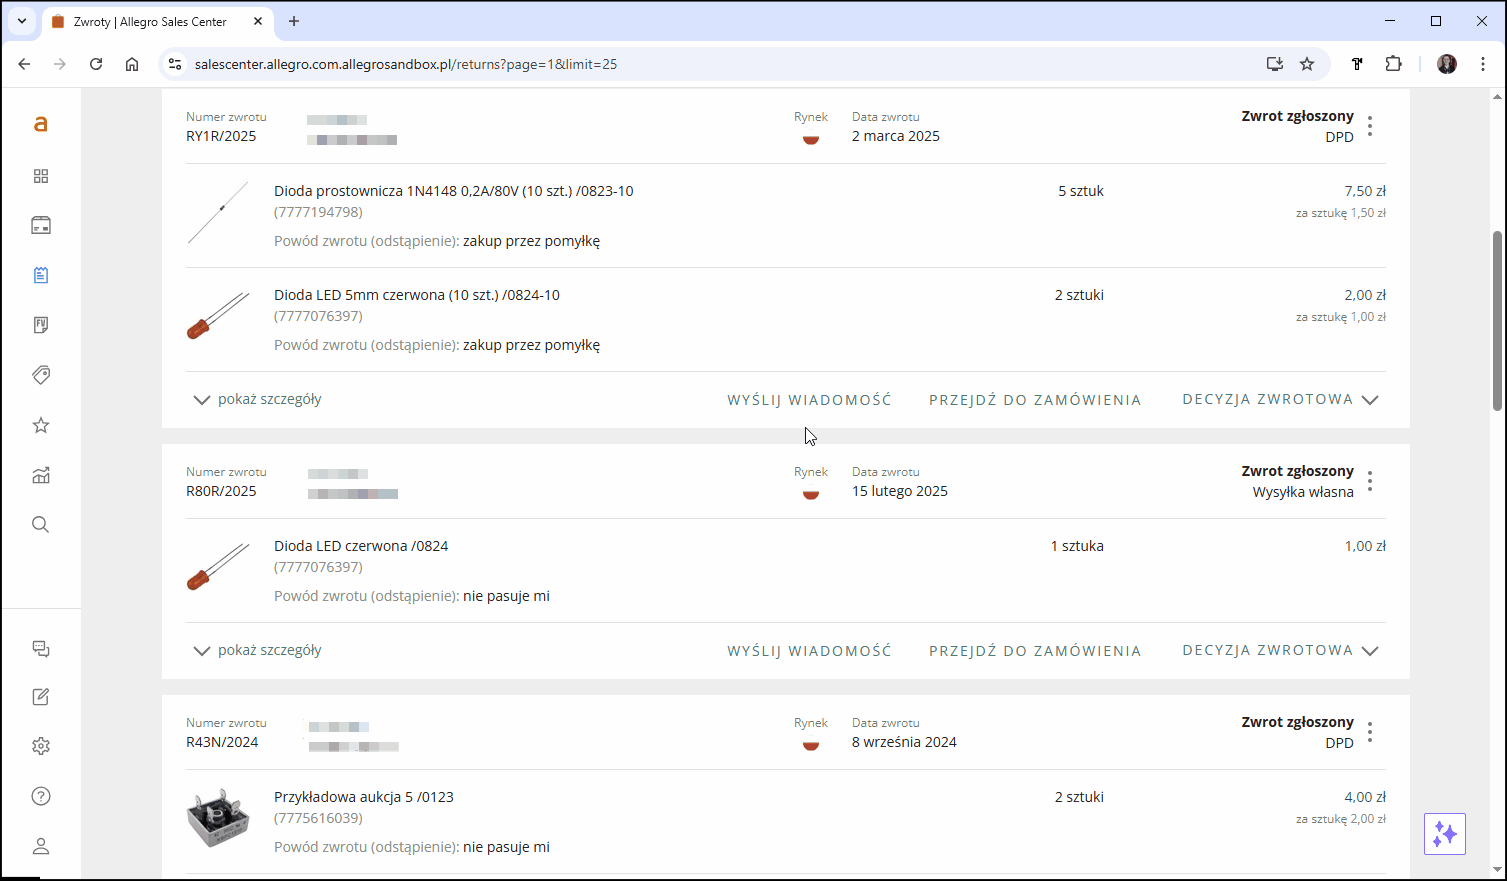 Zwroty | Allegro Sales Center
salescenter.allegro.com.allegrosandbox.pl/returns?page=1&limit=25
a
Numer zwrotu
RY1R/2025
Rynek
Data zwrotu
2 marca 2025
Zwrot zgłoszony
DPD
Dioda prostownicza 1N4148 0,2A/80V (10 szt.) /0823-10
(7777194798)
Powód zwrotu (odstąpienie): zakup przez pomyłkę
5 sztuk
7,50 zł
za sztukę 1,50 zł
Dioda LED 5mm czerwona (10 szt.) /0824-10
(7777076397)
Powód zwrotu (odstąpienie): zakup przez pomyłkę
2 sztuki
2,00 zł
za sztukę 1,00 zł
pokaż szczegóły
WYŚLIJ WIADOMOŚĆ
PRZEJDŹ DO ZAMÓWIENIA
DECYZJA ZWROTOWA
Numer zwrotu
R80R/2025
Rynek
Data zwrotu
15 lutego 2025
Zwrot zgłoszony
Wysyłka własna
Dioda LED czerwona /0824
(7777076397)
Powód zwrotu (odstąpienie): nie pasuje mi
1 sztuka
1,00 zł
pokaż szczegóły
WYŚLIJ WIADOMOŚĆ
PRZEJDŹ DO ZAMÓWIENIA
DECYZJA ZWROTOWA
Numer zwrotu
R43N/2024
Rynek
Data zwrotu
8 września 2024
Zwrot zgłoszony
DPD
Przykładowa aukcja 5 /0123
(7775616039)
Powód zwrotu (odstąpienie): nie pasuje mi
2 sztuki
4,00 zł
za sztukę 2,00 zł